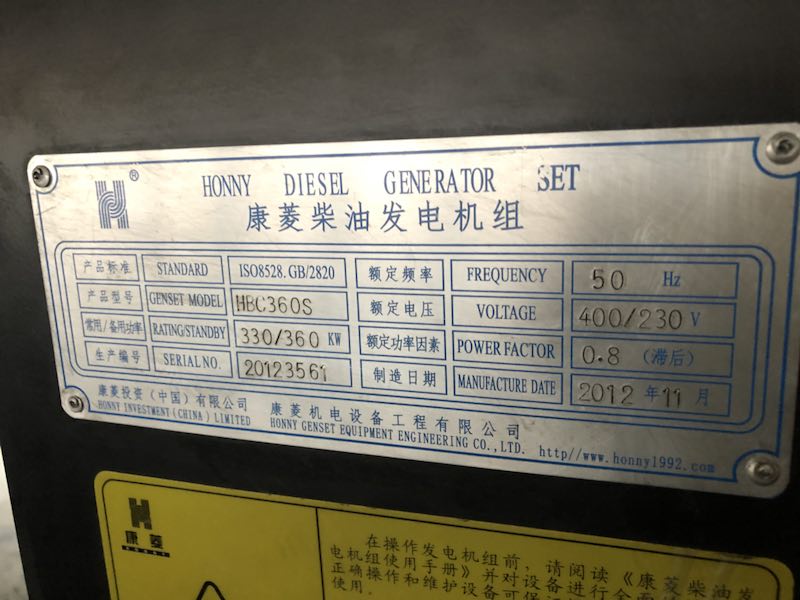 H ®
HONNY DIESEL GENERATOR SET
康菱柴油发电机组
产品标准 STANDARD ISO8528.GB/2820 额定频率 FREQUENCY 50 Hz
产品型号 GENSET MODEL HBC360S 额定电压 VOLTAGE 400/230 V
常用/备用功率 RATING/STANDBY 330/360 KW 额定功率因素 POWER FACTOR 0.8 (滞后)
生产编号 SERIAL NO. 20123561 制造日期 MANUFACTURE DATE 2012 年 11 月
康菱投资(中国)有限公司 康菱机电设备工程有限公司
HONNY INVESTMENT(CHINA) LIMITED HONNY GENSET EQUIPMENT ENGINEERING CO.,LTD. http//www.honny1992.com
H
康菱
HONNY
在操作发电机组前,请阅读《康菱柴油发
电机组使用手册》并对设备进行全面
正确操作和维护设备可保证
使用